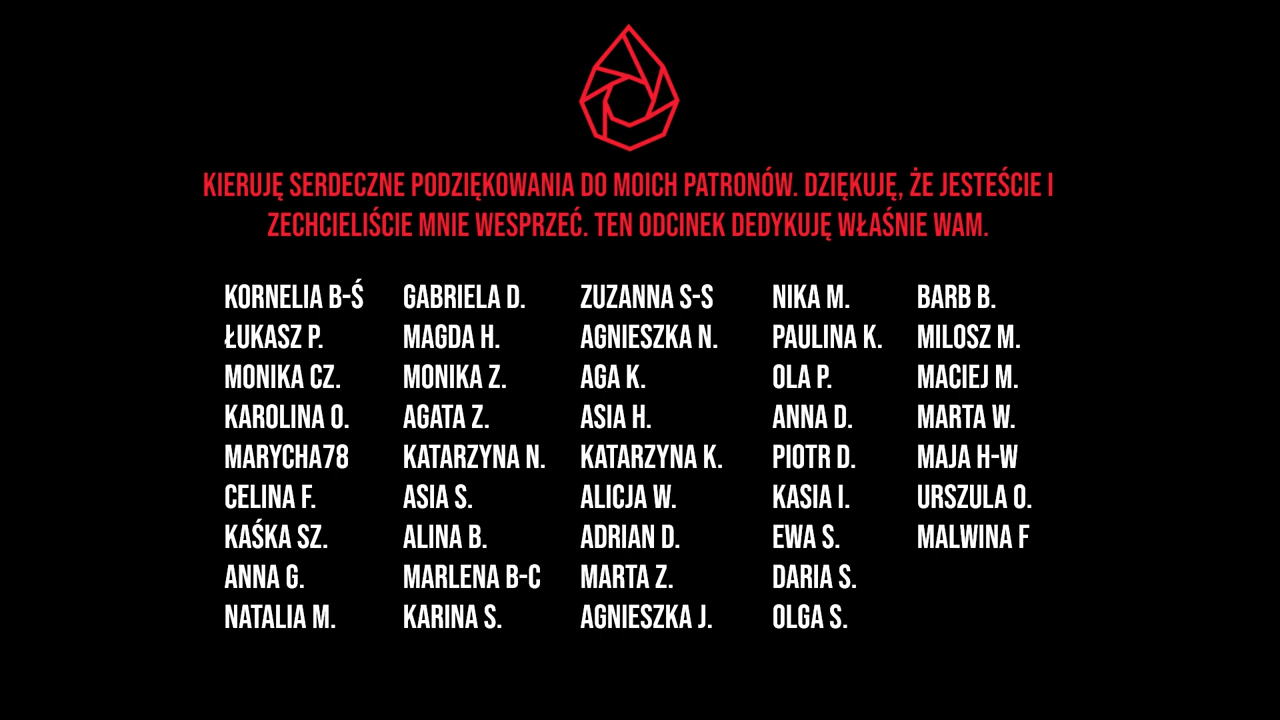 KIERUJĘ SERDECZNE PODZIĘKOWANIA DO MOICH PATRONÓW. DZIĘKUJĘ, ŻE JESTEŚCIE I
ZECHCIELIŚCIE MNIE WESPRZEĆ. TEN ODCINEK DEDYKUJĘ WŁAŚNIE WAM.
KORNELIA B-Ś
ŁUKASZ P.
MONIKA CZ.
KAROLINA O.
MARYCHA78
CELINA F.
KAŚKA SZ.
ANNA G.
NATALIA M.
GABRIELA D.
MAGDA H.
MONIKA Z.
AGATA Z.
KATARZYNA N.
ASIA S.
ALINA B.
MARLENA B-C
KARINA S.
ZUZANNA S-S
AGNIESZKA N.
AGA K.
ASIA H.
KATARZYNA K.
ALICJA W.
ADRIAN D.
MARTA Z.
AGNIESZKA J.
NIKA M.
PAULINA K.
OLA P.
ANNA D.
PIOTR D.
KASIA I.
EWA S.
DARIA S.
OLGA S.
BARB B.
MILOSZ M.
MACIEJ M.
MARTA W.
MAJA H-W
URSZULA O.
MALWINA F